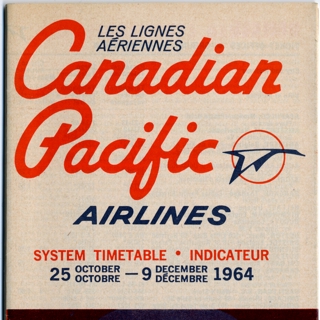 LES LIGNES
AÉRIENNES
Canadian
Pacific
AIRLINES
SYSTEM TIMETABLE • INDICATEUR
25 OCTOBER — 9 DECEMBER 1964
OCTOBRE DÉCEMBRE